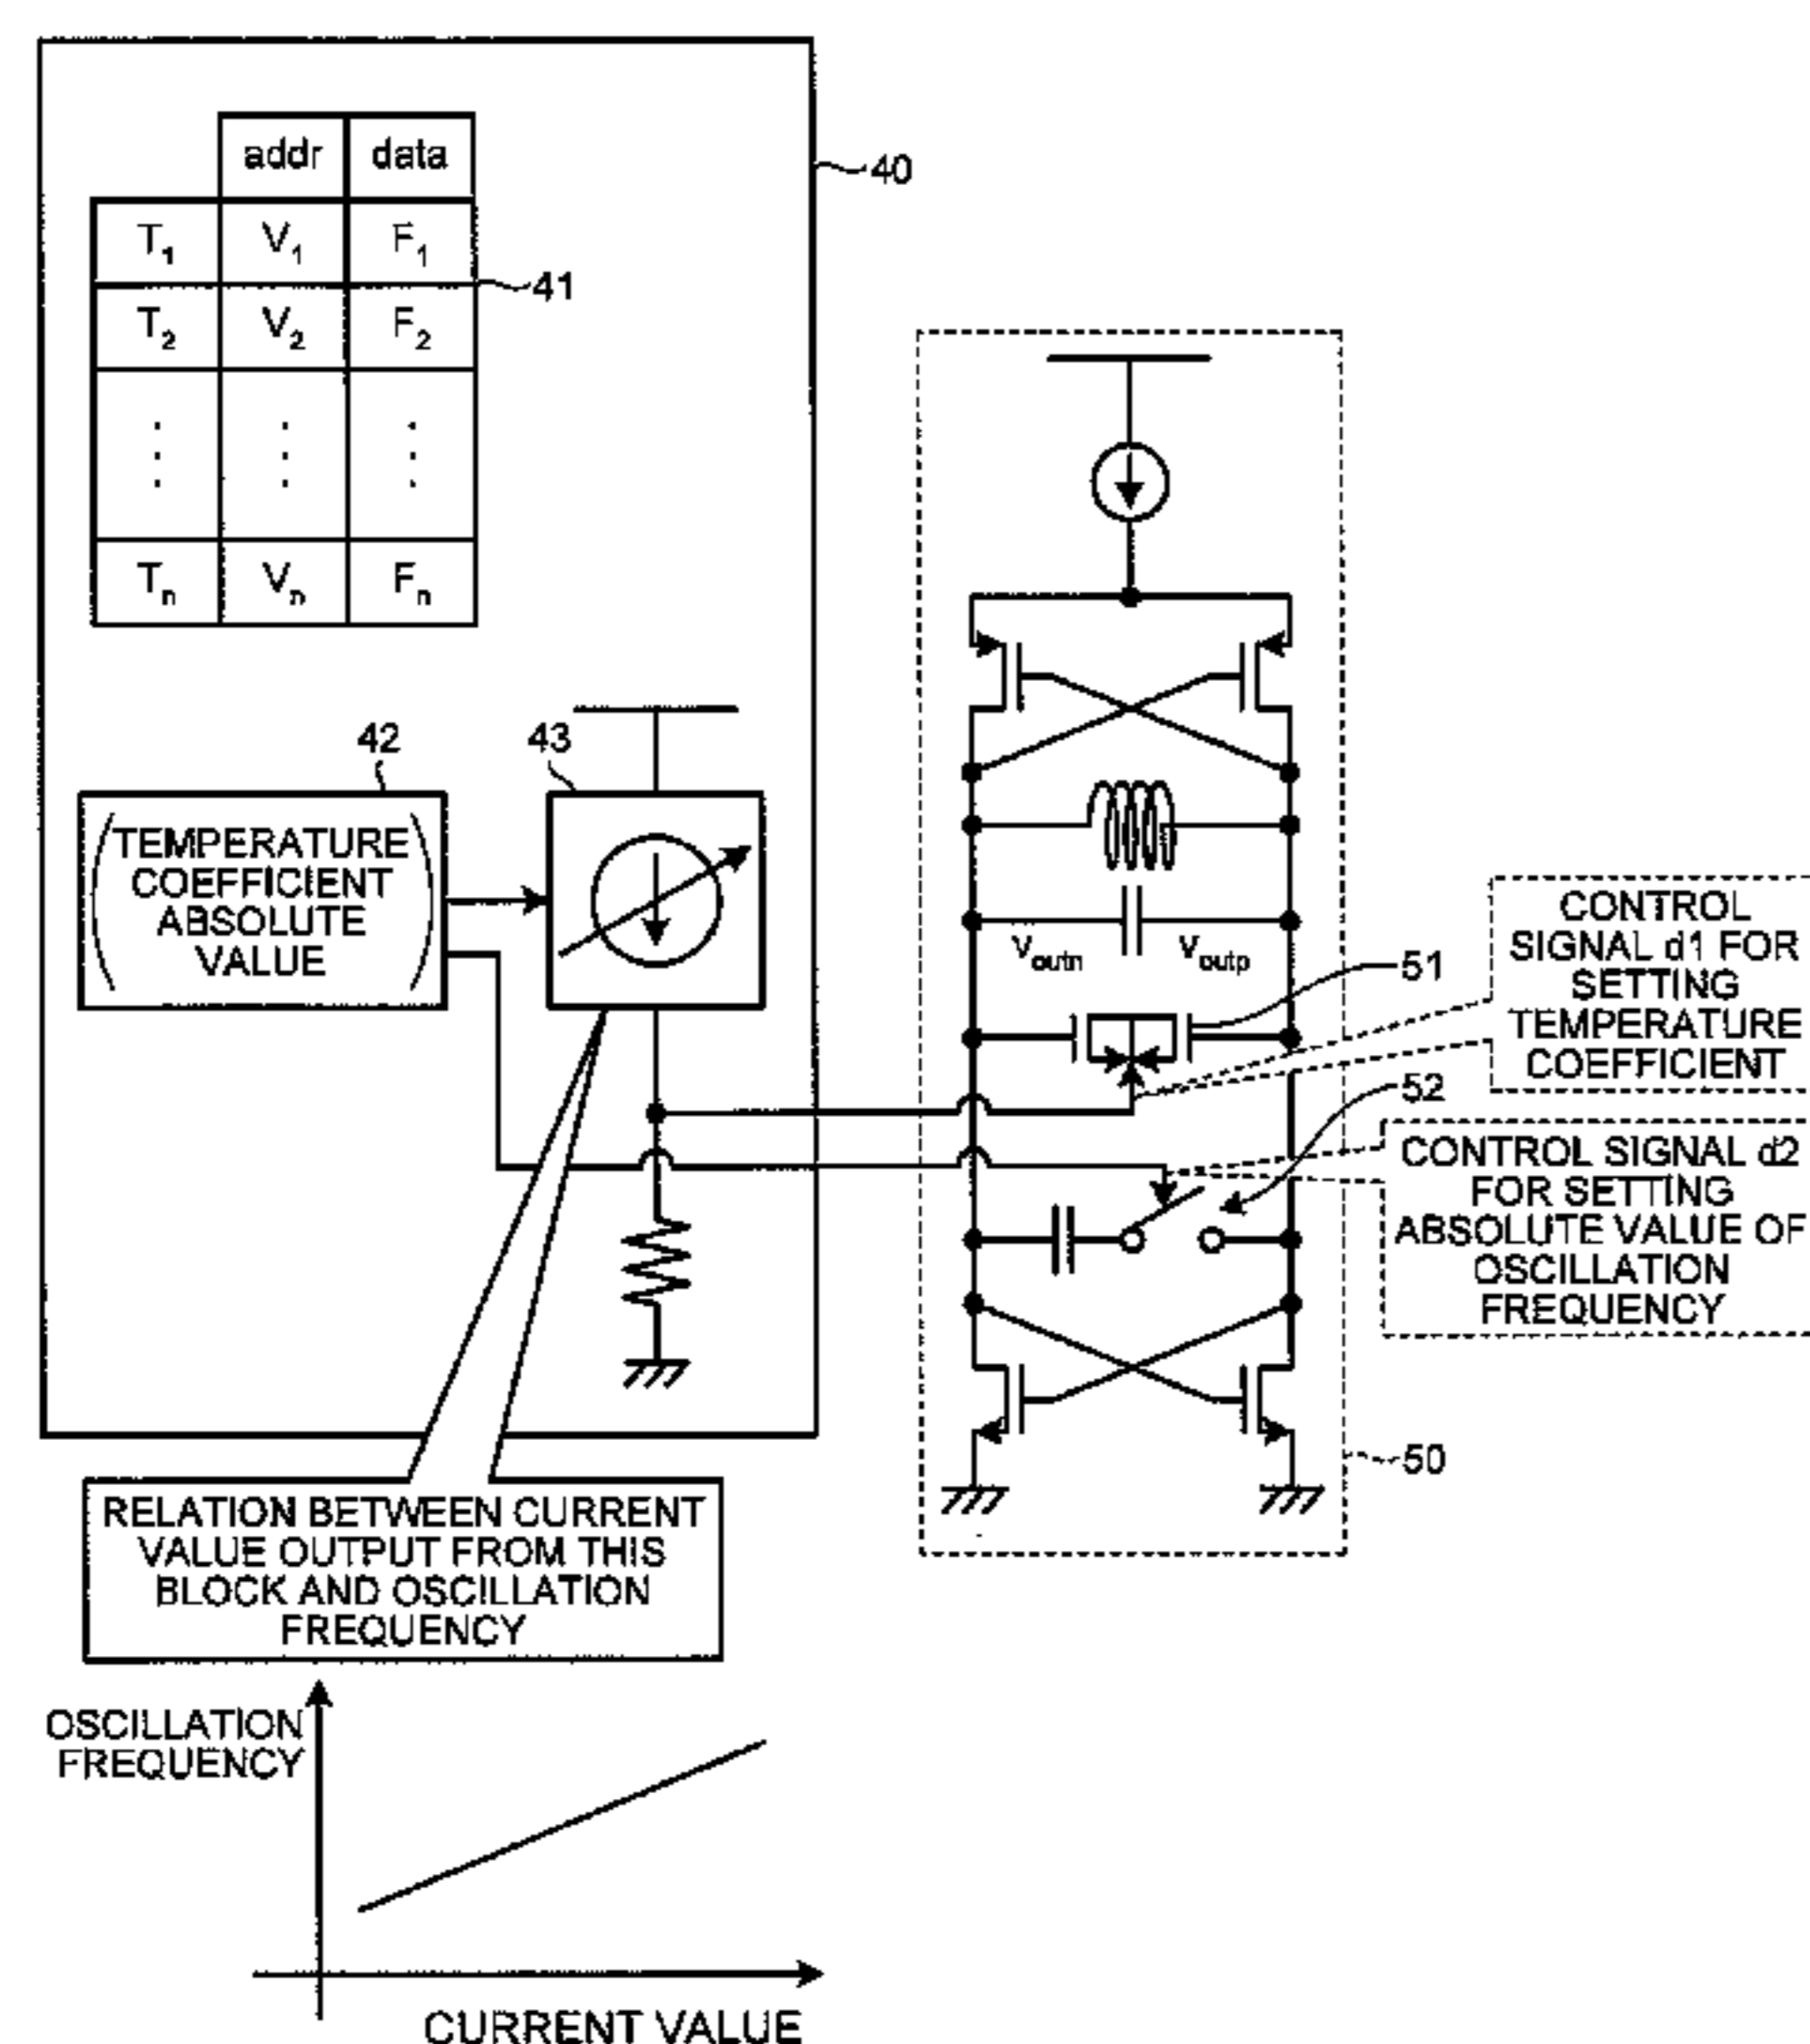 addr data
40
T1 V1 F1
41
T2 V2 F2
Tn Vn Fn
42
43
TEMPERATURE
COEFFICIENT
ABSOLUTE
VALUE
Voutn
Voutp
51
CONTROL
SIGNAL d1 FOR
SETTING
TEMPERATURE
COEFFICIENT
52
CONTROL SIGNAL d2
FOR SETTING
ABSOLUTE VALUE OF
OSCILLATION
FREQUENCY
50
RELATION BETWEEN CURRENT
VALUE OUTPUT FROM THIS
BLOCK AND OSCILLATION
FREQUENCY
OSCILLATION
FREQUENCY
CURRENT VALUE